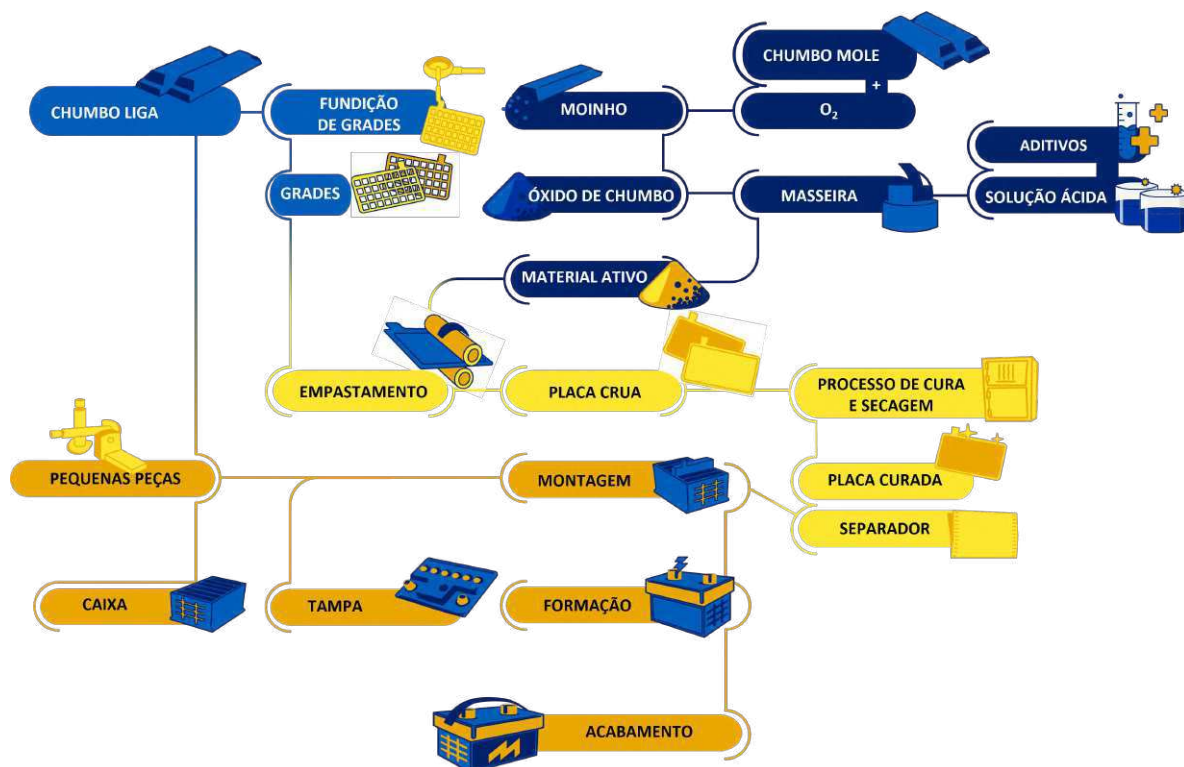 CHUMBO MOLE
+
CHUMBO LIGA
FUNDIÇÃO
DE GRADES
MOINHO
O₂
ADITIVOS
GRADES
ÓXIDO DE CHUMBO
MASSEIRA
SOLUÇÃO ÁCIDA
MATERIAL ATIVO
EMPASTAMENTO
PLACA CRUA
PROCESSO DE CURA
E SECAGEM
PEQUENAS PEÇAS
MONTAGEM
PLACA CURADA
SEPARADOR
CAIXA
TAMPA
FORMAÇÃO
ACABAMENTO